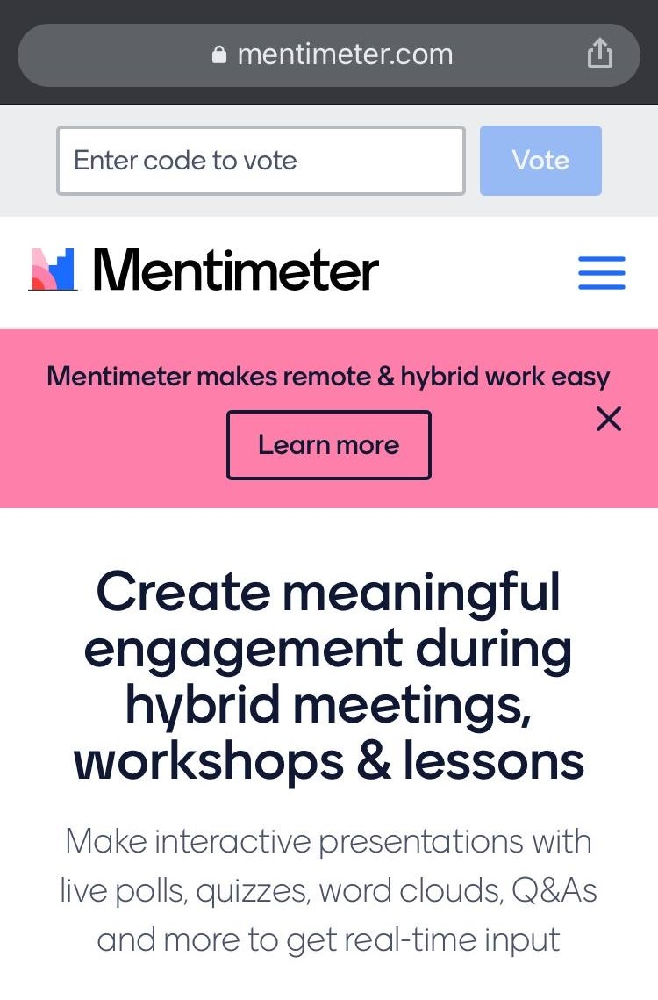 mentimeter.com
Enter code to vote
Vote
Mentimeter
Mentimeter makes remote & hybrid work easy
Learn more
Create meaningful
engagement during
hybrid meetings,
workshops & lessons
Make interactive presentations with
live polls, quizzes, word clouds, Q&As
and more to get real-time input